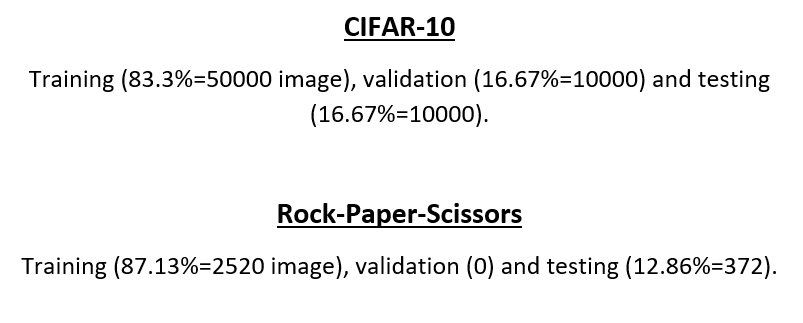 CIFAR-10
Training (83.3%=50000 image), validation (16.67%=10000) and testing
(16.67%=10000).
Rock-Paper-Scissors
Training (87.13%=2520 image), validation (0) and testing (12.86%=372).